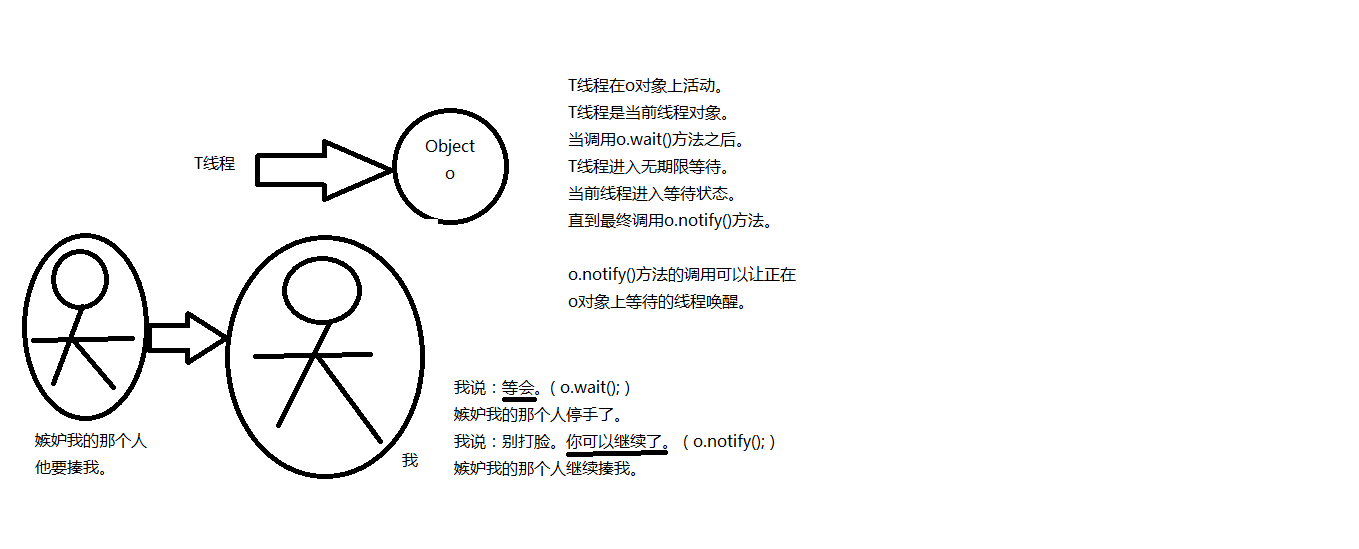 T线程
Object
o
T线程在o对象上活动。
T线程是当前线程对象。
当调用o.wait()方法之后。
T线程进入无期限等待。
当前线程进入等待状态。
直到最终调用o.notify()方法。
o.notify()方法的调用可以让正在
o对象上等待的线程唤醒。
嫉妒我的那个人
他要揍我。
我
我说：等会。( o.wait(); )
嫉妒我的那个人停手了。
我说：别打脸。你可以继续了。( o.notify(); )
嫉妒我的那个人继续揍我。